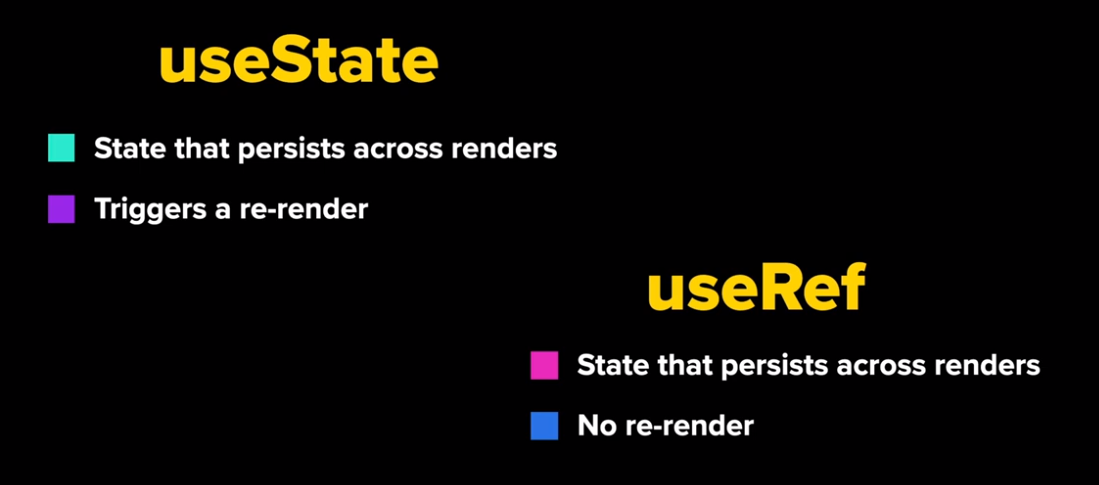 useState
State that persists across renders
Triggers a re-render
useRef
State that persists across renders
No re-render